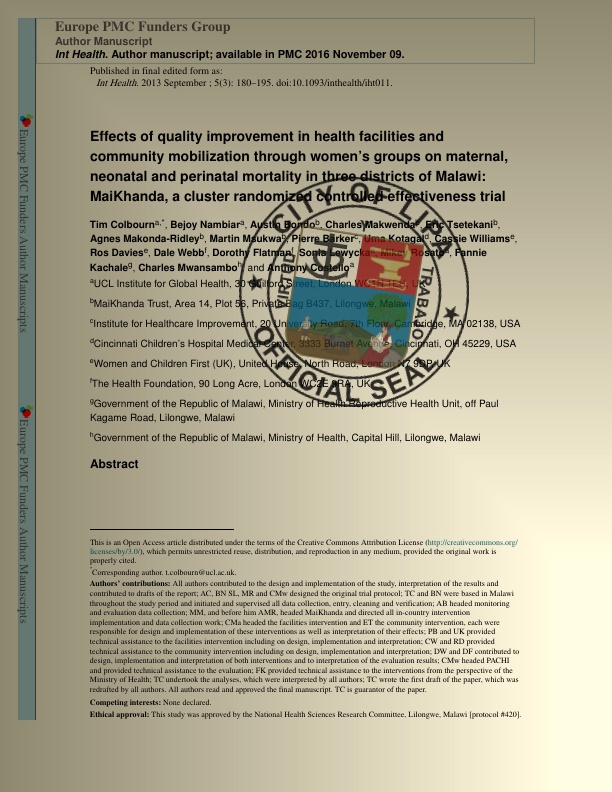 Europe PMC Funders Group
Author Manuscript
Int Health. Author manuscript; available in PMC 2016 November 09.
Published in final edited form as:
Int Health. 2013 September ; 5(3): 180–195. doi:10.1093/inthealth/iht011.
Effects of quality improvement in health facilities and
community mobilization through women's groups on maternal,
neonatal and perinatal mortality in three districts of Malawi:
MaiKhanda, a cluster randomized controlled effectiveness trial
Tim Colbourn^a,*, Bejoy Nambiar^a, Austin Bondo^b, Charles Makwenda^b, Eric Tsetekani^b,
Agnes Makonda-Ridley^b, Martin Msukwa^b, Pierre Barker^c, Uma Kotagal^d, Cassie Williams^e,
Ros Davies^e, Dale Webb^f, Dorothy Flatman^f, Sonia Lewycka^a, Mikey Rosato^e, Fannie
Kachale^g, Charles Mwansambo^h and Anthony Costello^a
^aUCL Institute for Global Health, 30 Guilford Street, London WC1N 1EH, UK
^bMaiKhanda Trust, Area 14, Plot 56, Private Bag B437, Lilongwe, Malawi
^cInstitute for Healthcare Improvement, 20 University Road, 7th Floor, Cambridge, MA 02138, USA
^dCincinnati Children's Hospital Medical Center, 3333 Burnet Avenue, Cincinnati, OH 45229, USA
^eWomen and Children First (UK), United House, North Road, London N7 9DP UK
^fThe Health Foundation, 90 Long Acre, London WC2E 9RA, UK
^gGovernment of the Republic of Malawi, Ministry of Health Reproductive Health Unit, off Paul
Kagame Road, Lilongwe, Malawi
^hGovernment of the Republic of Malawi, Ministry of Health, Capital Hill, Lilongwe, Malawi
CITY OF LIPA
OFFICIAL SEAL
TRABAHO
Abstract
This is an Open Access article distributed under the terms of the Creative Commons Attribution License (http://creativecommons.org/
licenses/by/3.0/), which permits unrestricted reuse, distribution, and reproduction in any medium, provided the original work is
properly cited.
*Corresponding author. t.colbourn@ucl.ac.uk.
Authors' contributions: All authors contributed to the design and implementation of the study, interpretation of the results and
contributed to drafts of the report; AC, BN SL, MR and CMw designed the original trial protocol; TC and BN were based in Malawi
throughout the study period and initiated and supervised all data collection, entry, cleaning and verification; AB headed monitoring
and evaluation data collection; MM, and before him AMR, headed MaiKhanda and directed all in-country intervention
implementation and data collection work; CMa headed the facilities intervention and ET the community intervention, each were
responsible for design and implementation of these interventions as well as interpretation of their effects; PB and UK provided
technical assistance to the facilities intervention including on design, implementation and interpretation; CW and RD provided
technical assistance to the community intervention including on design, implementation and interpretation; DW and DF contributed to
design, implementation and interpretation of both interventions and to interpretation of the evaluation results; CMw headed PACHI
and provided technical assistance to the evaluation; FK provided technical assistance to the interventions from the perspective of the
Ministry of Health; TC undertook the analyses, which were interpreted by all authors; TC wrote the first draft of the paper, which was
redrafted by all authors. All authors read and approved the final manuscript. TC is guarantor of the paper.
Competing interests: None declared.
Ethical approval: This study was approved by the National Health Sciences Research Committee, Lilongwe, Malawi [protocol #420].
Europe PMC Funders Author Manuscripts
Europe PMC Funders Author Manuscripts